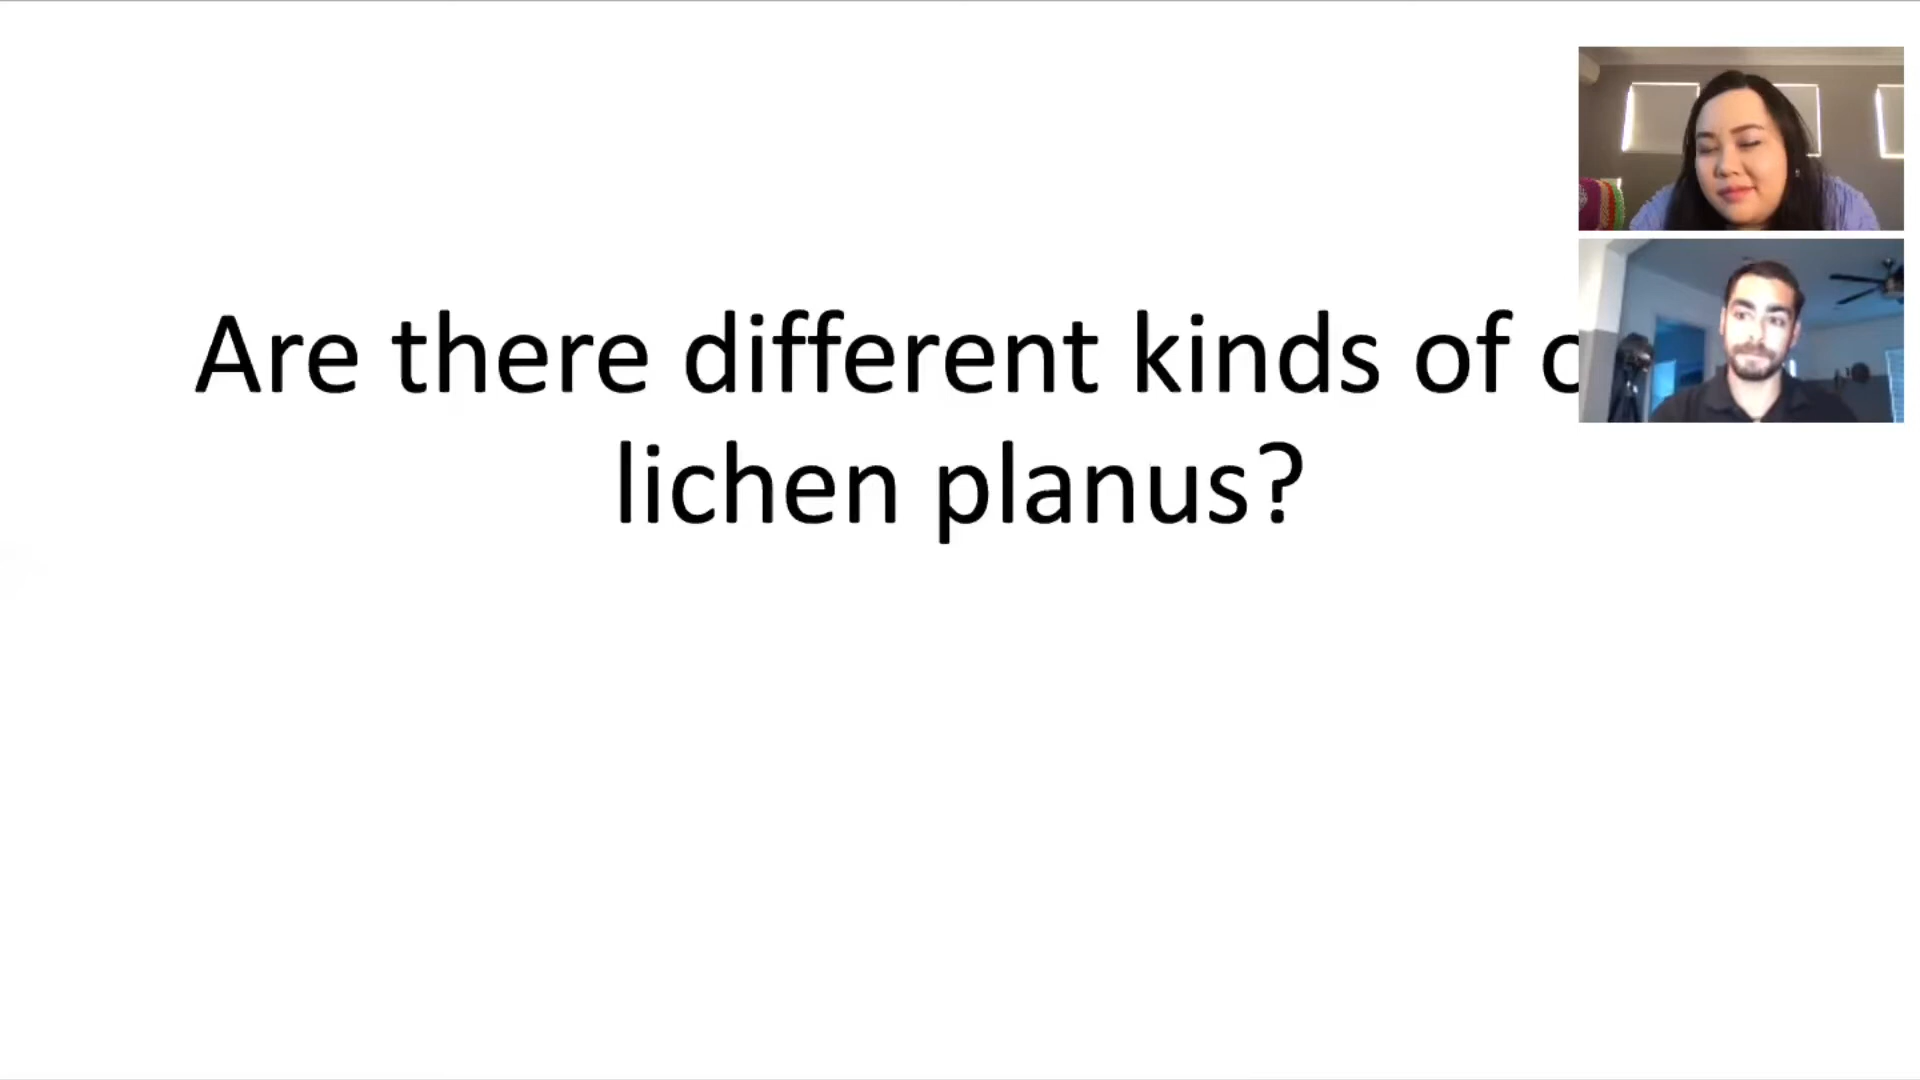 Are there different kinds of
lichen planus?